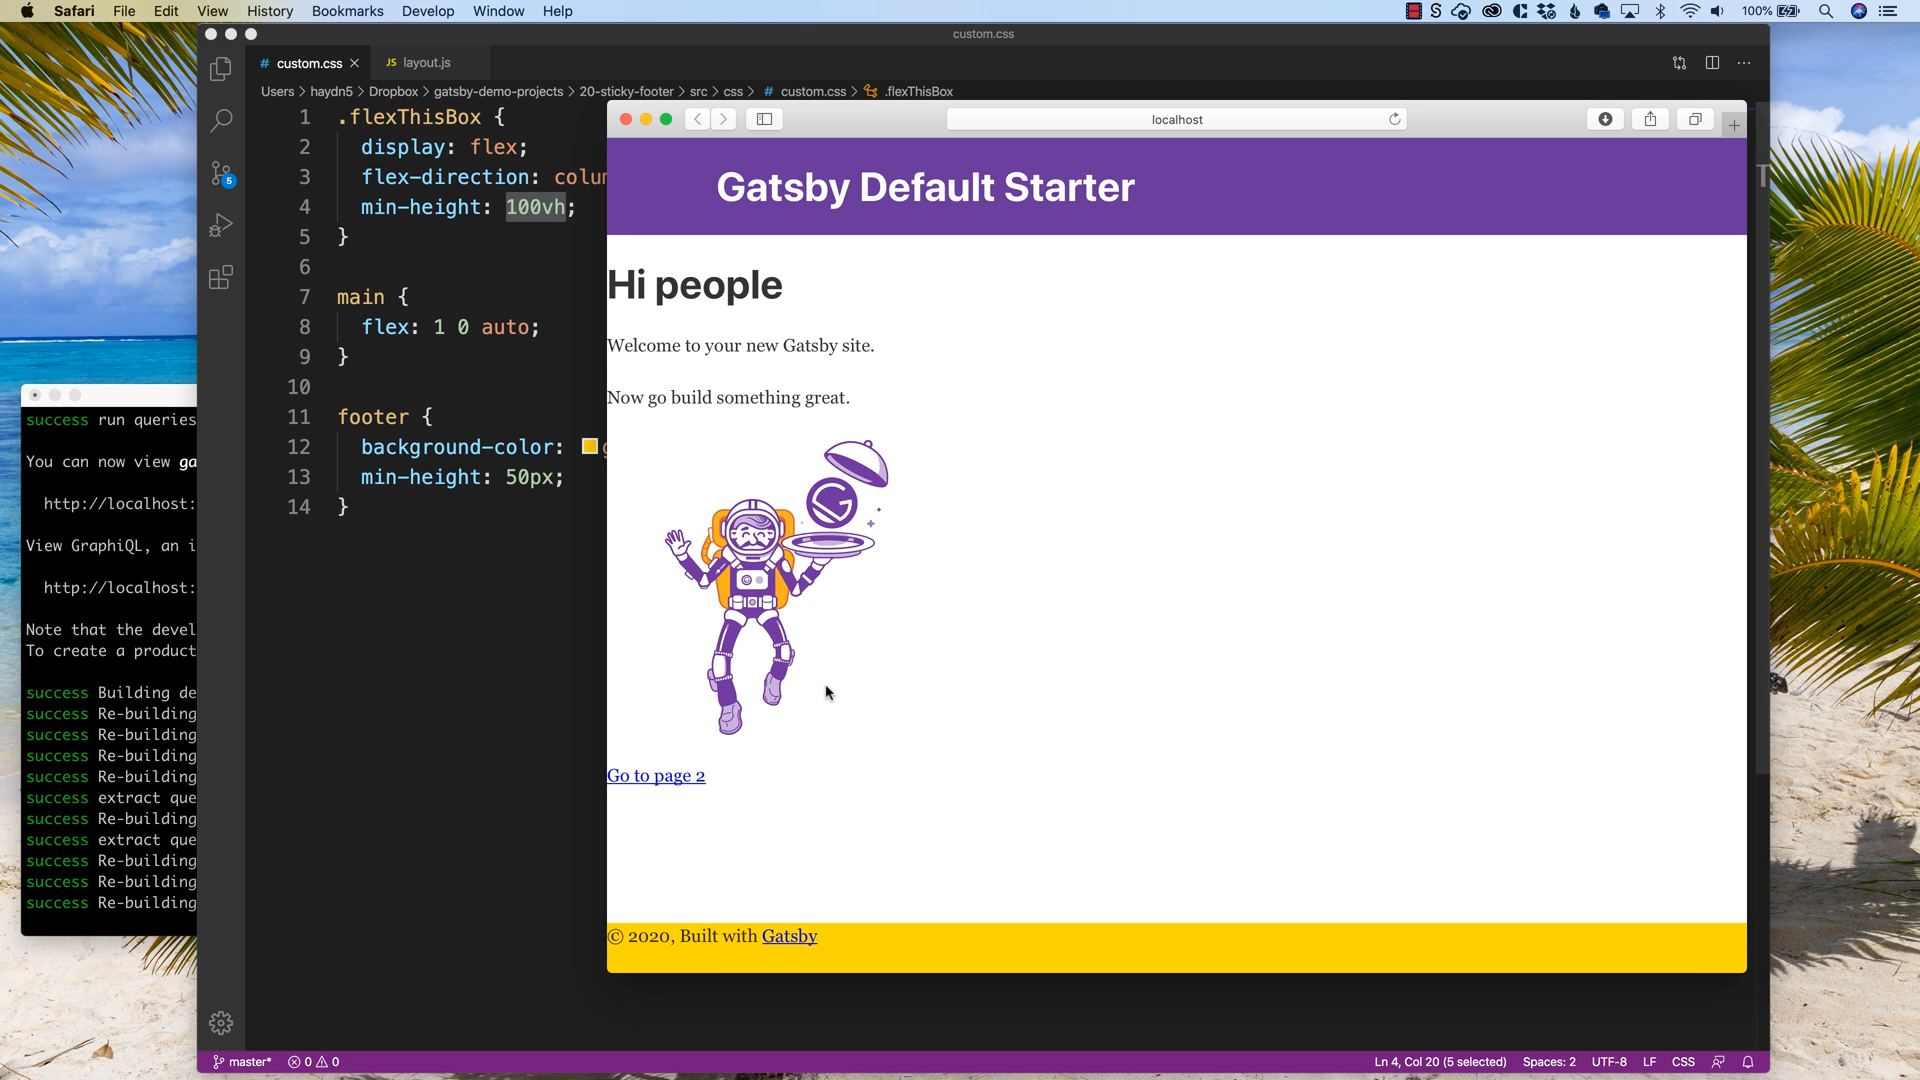 Safari File Edit View History Bookmarks Develop Window Help
100%
custom.css
# custom.css
JS layout.js
Users > haydn5 > Dropbox > gatsby-demo-projects > 20-sticky-footer > src > css > # custom.css > .flexThisBox
5
1 .flexThisBox {
2 display: flex;
3 flex-direction: colum
4 min-height: 100vh;
5 }
6
7 main {
8 flex: 1 0 auto;
9 }
10
11 footer {
12 background-color:
13 min-height: 50px;
14 }
localhost
Gatsby Default Starter
Hi people
Welcome to your new Gatsby site.
Now go build something great.
Go to page 2
© 2020, Built with Gatsby
success run queries
You can now view ga
http://localhost:
View GraphiQL, an i
http://localhost:
Note that the devel
To create a product
success Building de
success Re-building
success Re-building
success Re-building
success Re-building
success extract que
success Re-building
success extract que
success Re-building
success Re-building
success Re-building
master* 0 0
Ln 4, Col 20 (5 selected) Spaces: 2 UTF-8 LF CSS